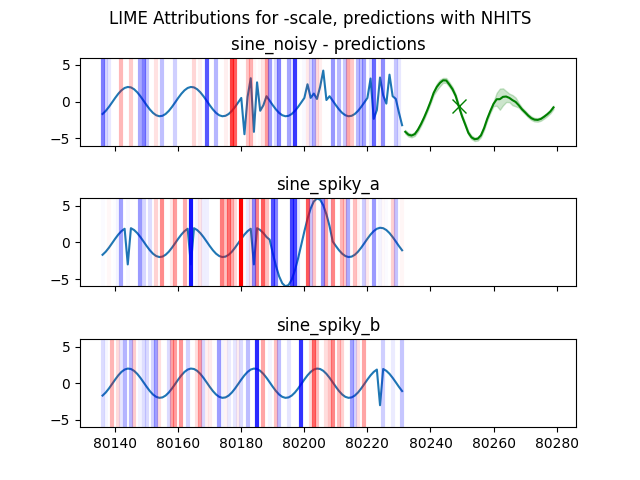 LIME Attributions for -scale, predictions with NHITS
sine_noisy - predictions
5
0
−5
sine_spiky_a
5
0
−5
sine_spiky_b
5
0
−5
80140 80160 80180 80200 80220 80240 80260 80280